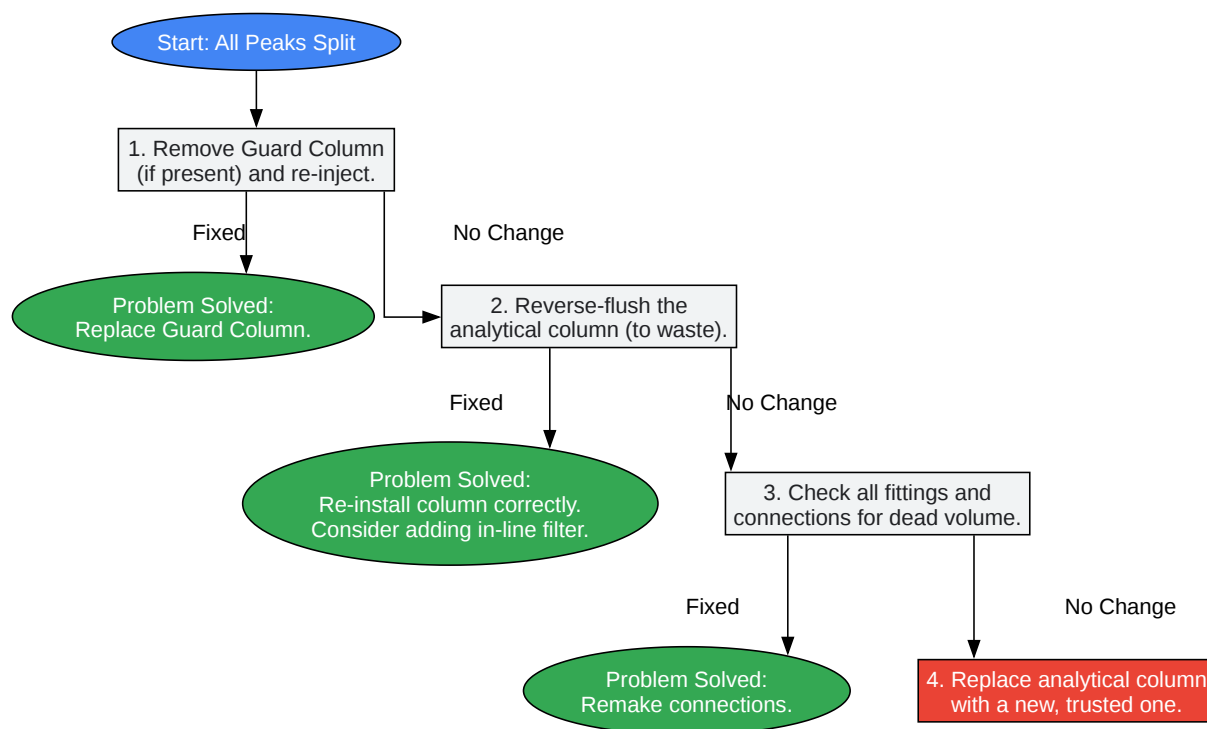 Start: All Peaks Split
1. Remove Guard Column
(if present) and re-inject.
Fixed
No Change
Problem Solved:
Replace Guard Column.
2. Reverse-flush the
analytical column (to waste).
Fixed
No Change
Problem Solved:
Re-install column correctly.
Consider adding in-line filter.
3. Check all fittings and
connections for dead volume.
Fixed
No Change
Problem Solved:
Remake connections.
4. Replace analytical column
with a new, trusted one.